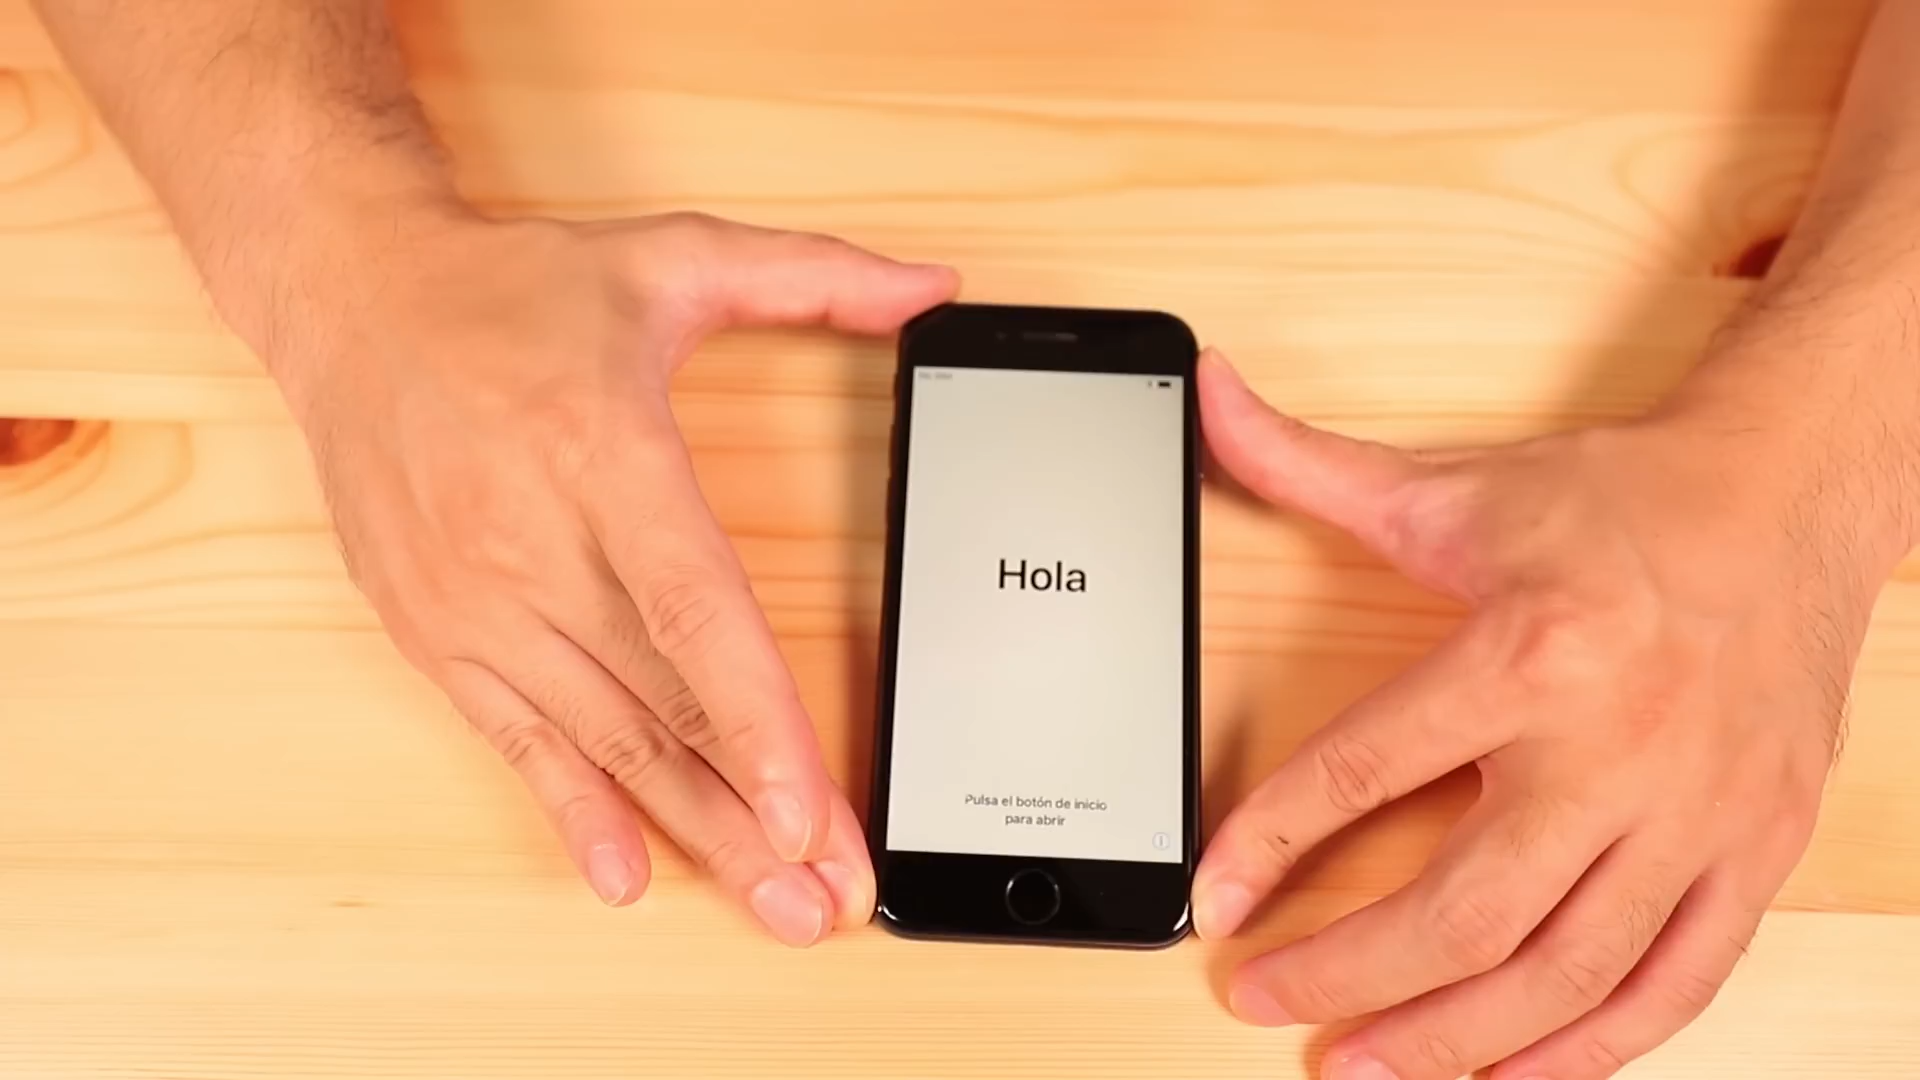 Hola
Pulsa el botón de inicio
para abrir